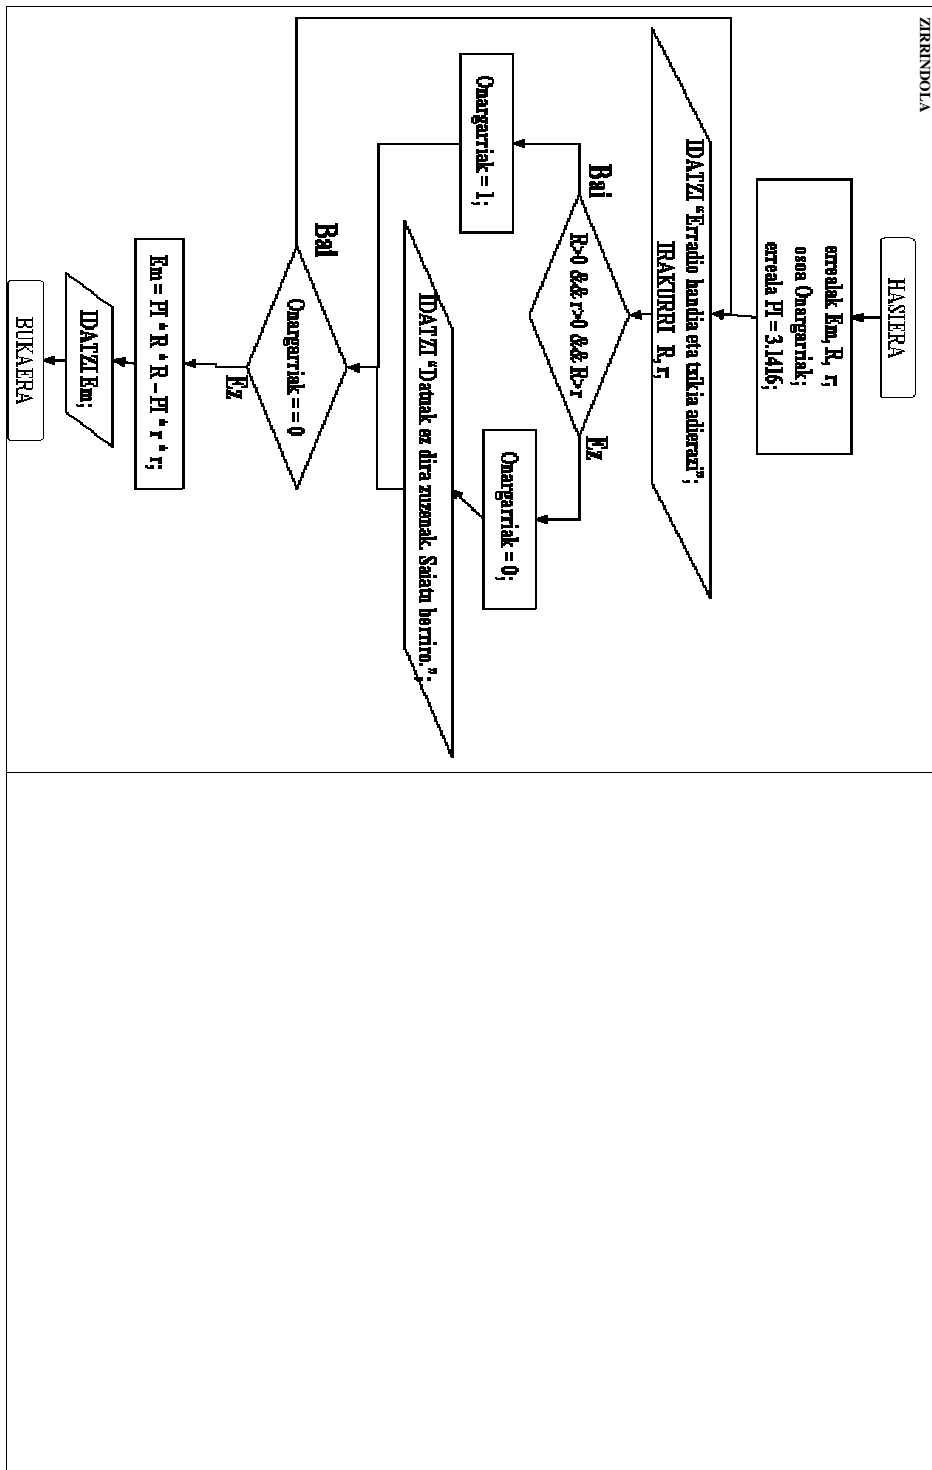 ZIRRINDOLA
HASIERA
errealak Em, R, r;
osoa Onargarriak;
erreala PI = 3.1416;
IDATZI “Erradio handia eta txikia adierazi”;
IRAKURRI R, r;
R>0 && r>0 && R>r
Bai
Ez
Onargarriak = 1;
Onargarriak = 0;
IDATZI “Datuak ez dira zuzenak. Saiatu berriro.”;
Onargarriak = = 0
Bai
Ez
Em = PI * R * R – PI * r * r;
IDATZI Em;
BUKAERA